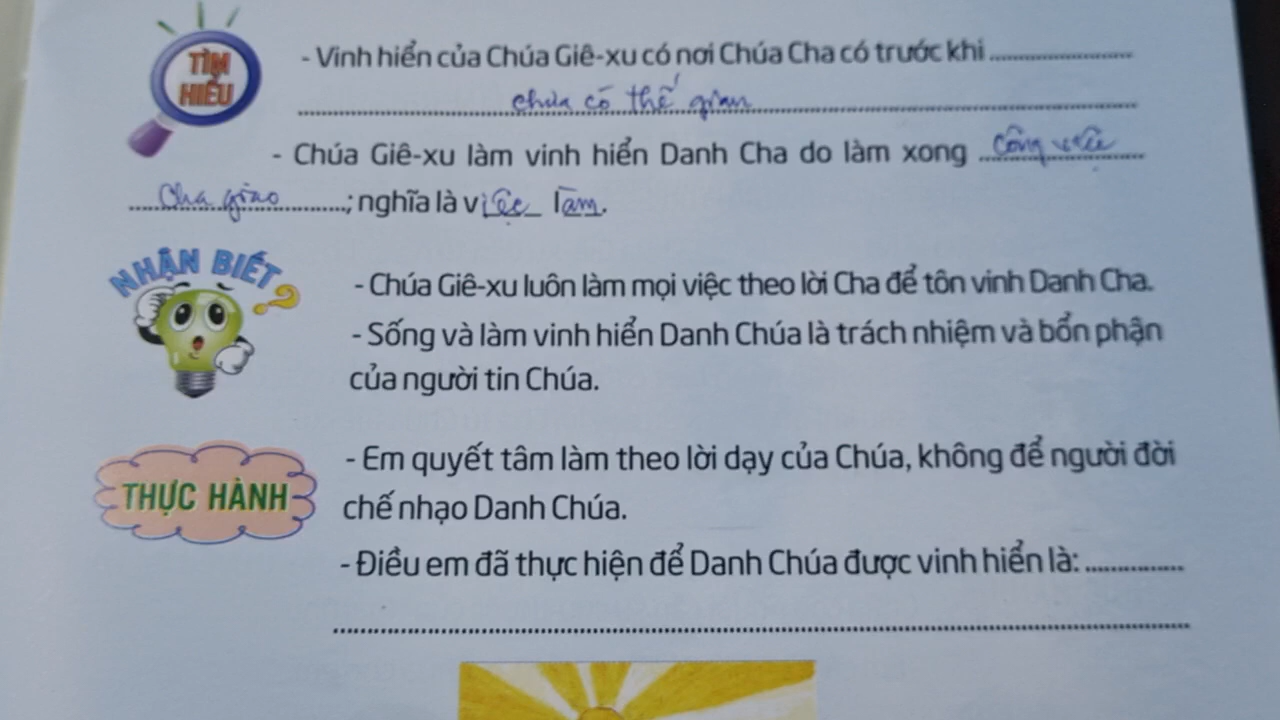 TÌM
HIỂU
- Vinh hiển của Chúa Giê-xu có nơi Chúa Cha có trước khi ....................
chưa có thế gian
- Chúa Giê-xu làm vinh hiển Danh Cha do làm xong công việc
Cha giao; nghĩa là việc làm.
NHẬN BIẾT?
- Chúa Giê-xu luôn làm mọi việc theo lời Cha để tôn vinh Danh Cha.
- Sống và làm vinh hiển Danh Chúa là trách nhiệm và bổn phận
của người tin Chúa.
THỰC HÀNH
- Em quyết tâm làm theo lời dạy của Chúa, không để người đời
chế nhạo Danh Chúa.
- Điều em đã thực hiện để Danh Chúa được vinh hiển là: ...............